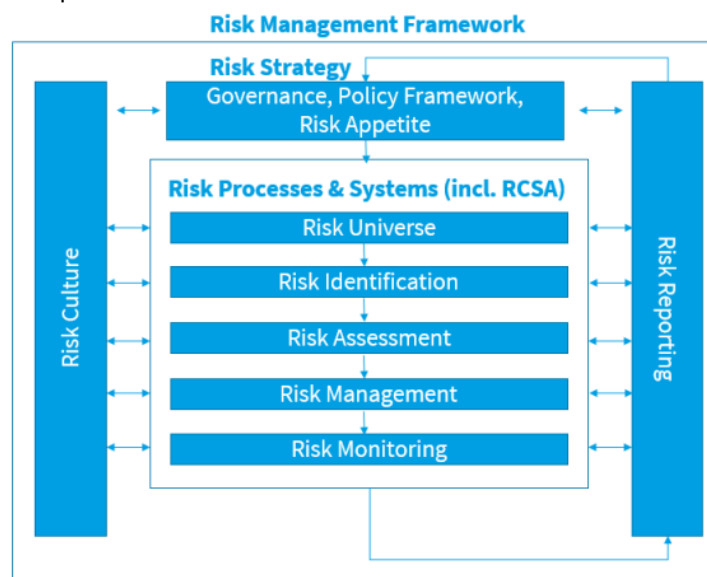 Risk Management Framework
Risk Strategy
Governance, Policy Framework,
Risk Appetite
Risk Culture
Risk Processes & Systems (incl. RCSA)
Risk Universe
Risk Identification
Risk Assessment
Risk Management
Risk Monitoring
Risk Reporting